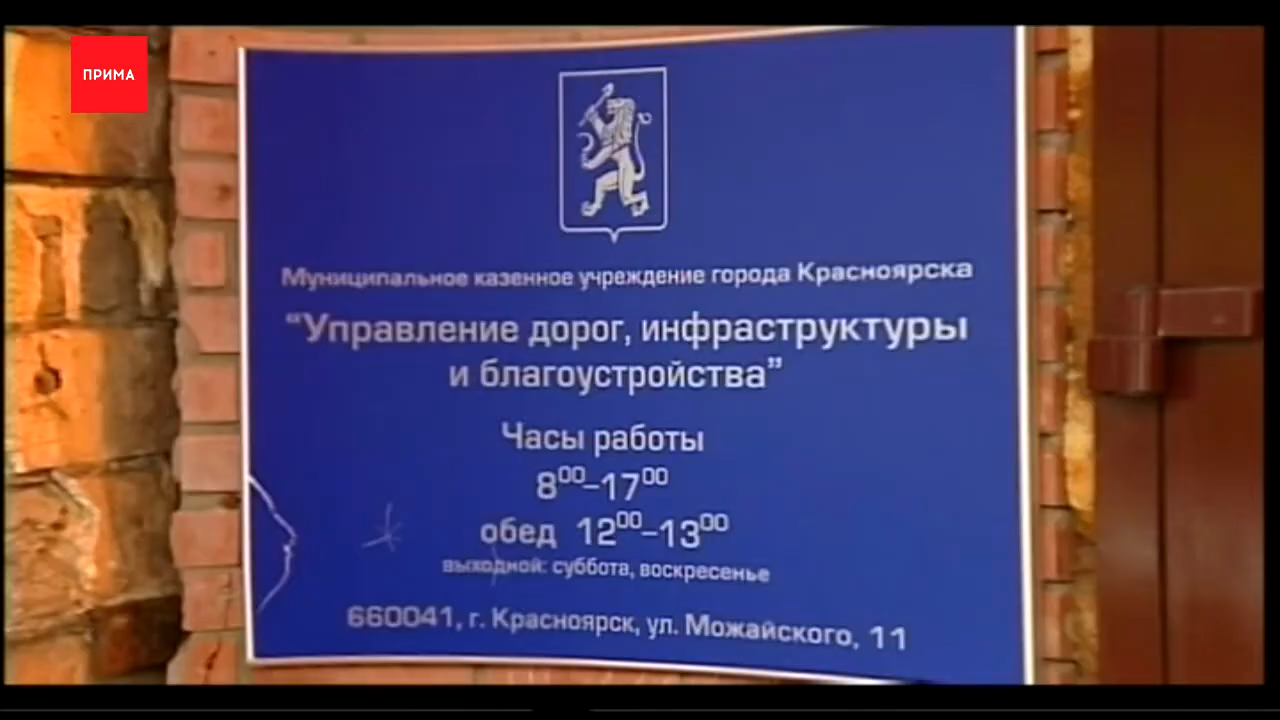 ПРИМА
Муниципальное казенное учреждение города Красноярска
“Управление дорог, инфраструктуры
и благоустройства”
Часы работы
8⁰⁰–17⁰⁰
обед 12⁰⁰–13⁰⁰
выходной: суббота, воскресенье
660041, г. Красноярск, ул. Можайского, 11